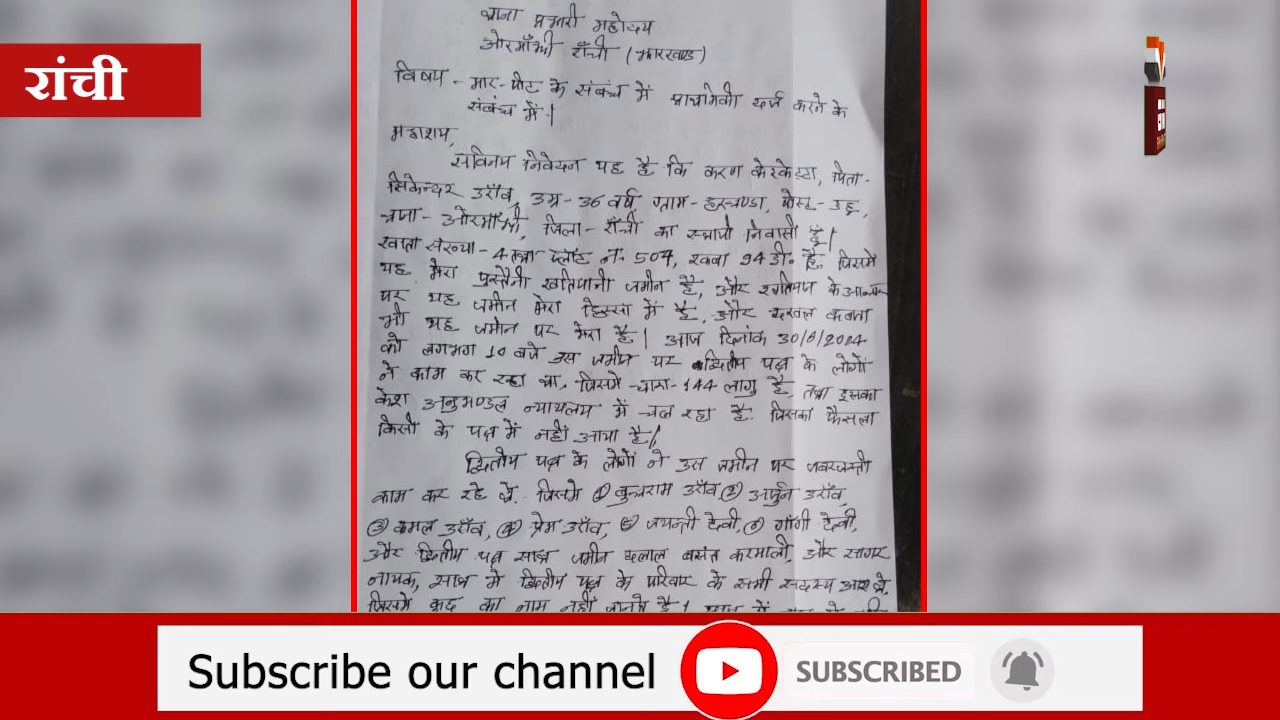 रांची
थाना प्रभारी महोदय
ओरमाँझी राँची (झारखण्ड)
विषय - मार-पीट के संबंध में प्राथमिकी दर्ज करने के
संबंध में।
महाशय,
सविनय निवेदन यह है कि करण केरकेट्टा, पिता-
सिकेन्दर उराँव, उम्र-36 वर्ष, ग्राम-, पोस्ट-
थाना- ओरमाँझी, जिला- राँची का स्थायी निवासी हूँ।
खाता संख्या-4 तथा प्लॉट नं. 504, रकबा 94 डी. है. जिसमे
यह मेरा पुस्तैनी खतियानी जमीन है, और खतियान के आधार
पर यह जमीन मेरा हिस्सा में है, और दखल कब्जा
भी यह जमीन पर मेरा है। आज दिनांक 30/6/2024
को लगभग 10 बजे उस जमीन पर द्वितीय पक्ष के लोगों
ने काम कर रहा था, जिसमे धारा-144 लागु है, तथा इसका
केश अनुमण्डल न्यायलय में चल रहा है. जिसका फैसला
किसी के पक्ष में नहीं आया है।
द्वितीय पक्ष के लोगों ने उस जमीन पर जबरजस्ती
काम कर रहे थे. जिसमे ① उराँव, ② अर्जुन उराँव,
③ कमल उराँव, ④ प्रेम उराँव, ⑤ जयन्ती देवी, ⑥ गाँगी देवी,
और द्वितीय पक्ष साथ जमीन दलाल बसंत करमाली, और सागर
नायक, साथ में द्वितीय पक्ष के परिवार के सभी सदस्य आए थे.
जिसमे कुछ का नाम नहीं जानते है।
Subscribe our channel
SUBSCRIBED